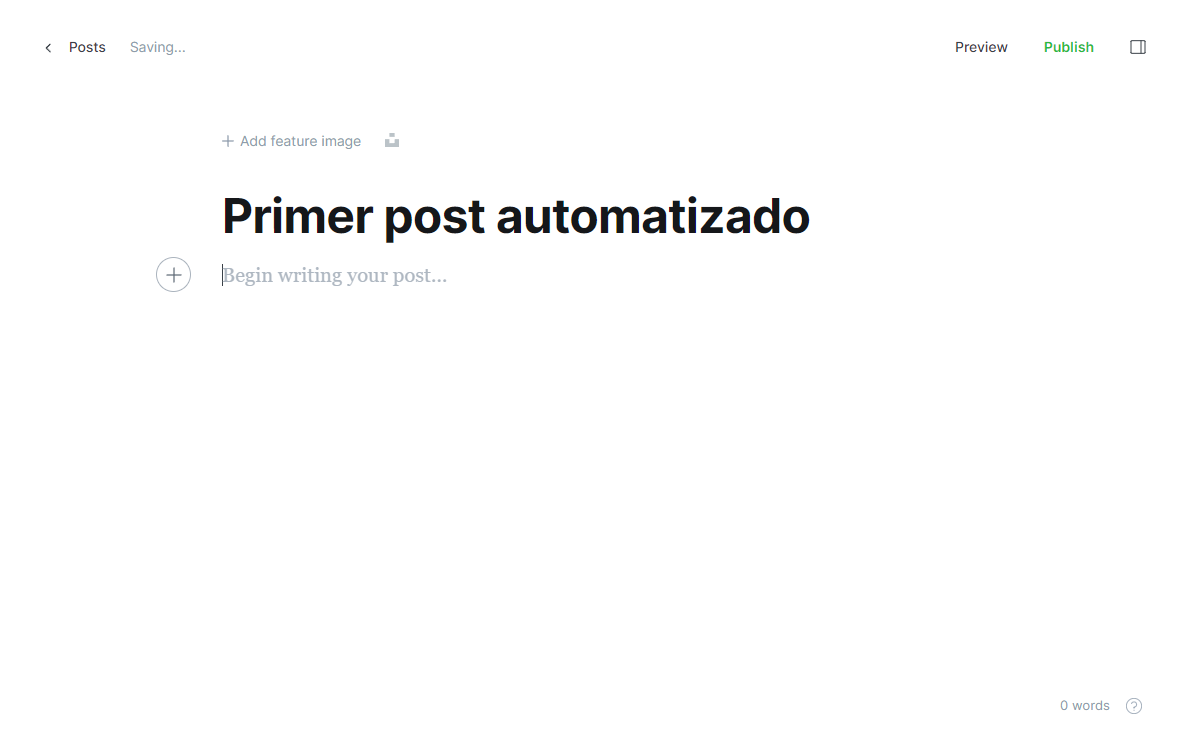 Posts Saving... Preview Publish
Add feature image
Primer post automatizado
Begin writing your post...
0 words ?